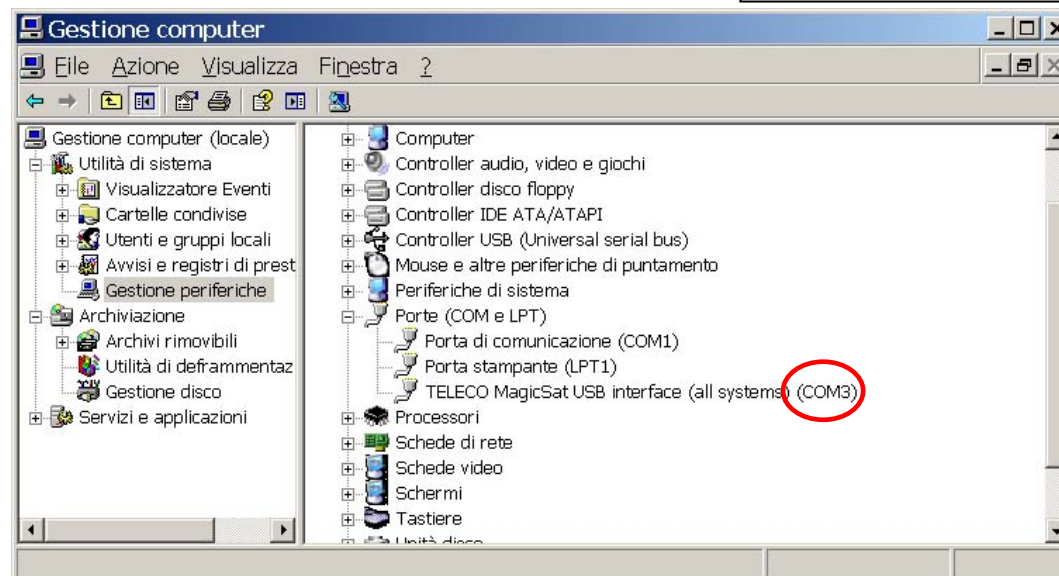 Gestione computer
File Azione Visualizza Finestra ?
Gestione computer (locale)
Utilità di sistema
Visualizzatore Eventi
Cartelle condivise
Utenti e gruppi locali
Avvisi e registri di prest
Gestione periferiche
Archiviazione
Archivi rimovibili
Utilità di deframmentaz
Gestione disco
Servizi e applicazioni
Computer
Controller audio, video e giochi
Controller disco floppy
Controller IDE ATA/ATAPI
Controller USB (Universal serial bus)
Mouse e altre periferiche di puntamento
Periferiche di sistema
Porte (COM e LPT)
Porta di comunicazione (COM1)
Porta stampante (LPT1)
TELECO MagicSat USB interface (all systems) (COM3)
Processori
Schede di rete
Schede video
Schermi
Tastiere
Unità disco